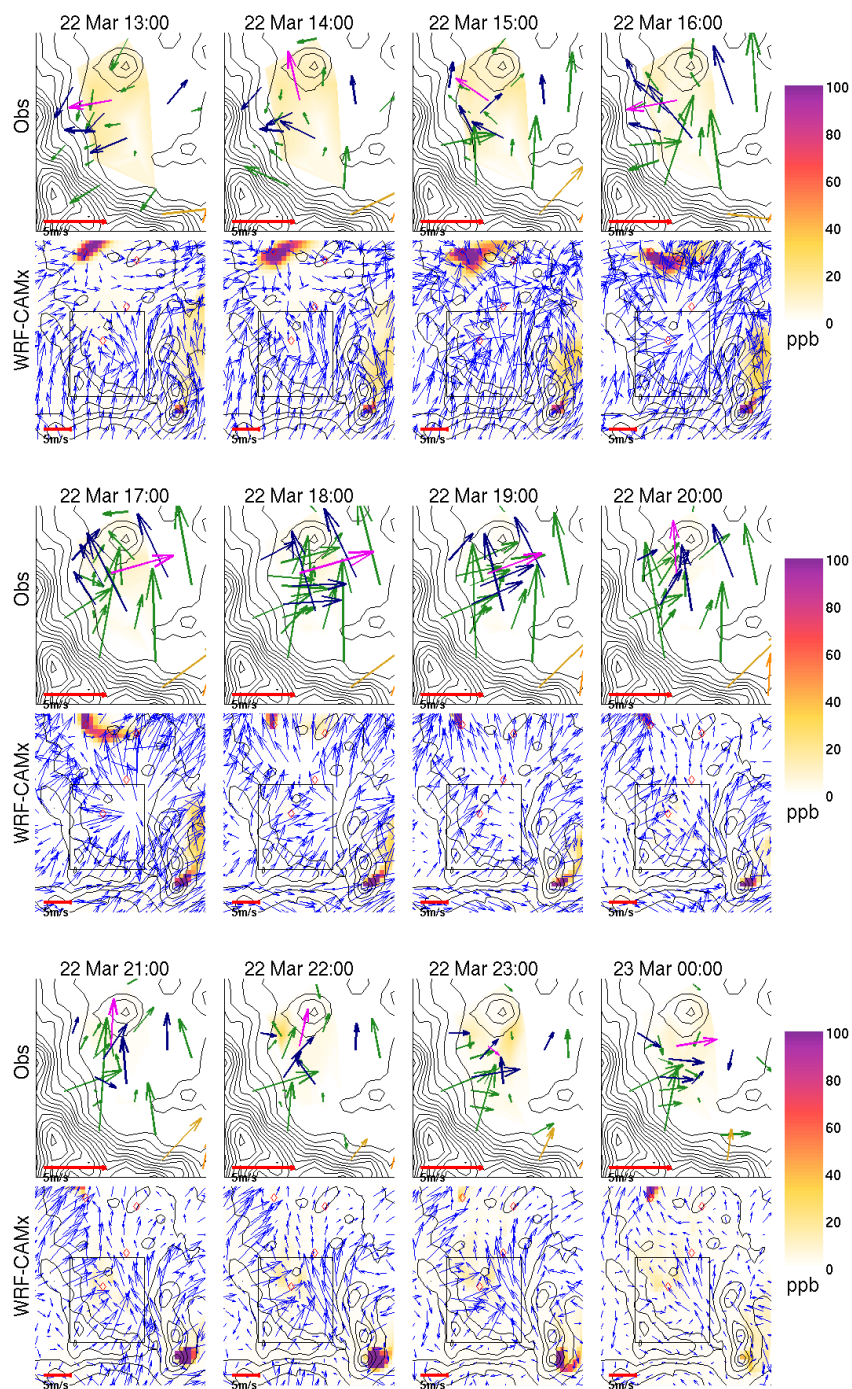 22 Mar 13:00 22 Mar 14:00 22 Mar 15:00 22 Mar 16:00
Obs
5m/s 5m/s 5m/s 5m/s
WRF-CAMx
5m/s 5m/s 5m/s 5m/s
100
80
60
40
20
0
ppb
22 Mar 17:00 22 Mar 18:00 22 Mar 19:00 22 Mar 20:00
Obs
5m/s 5m/s 5m/s 5m/s
WRF-CAMx
5m/s 5m/s 5m/s 5m/s
100
80
60
40
20
0
ppb
22 Mar 21:00 22 Mar 22:00 22 Mar 23:00 23 Mar 00:00
Obs
5m/s 5m/s 5m/s 5m/s
WRF-CAMx
5m/s 5m/s 5m/s 5m/s
100
80
60
40
20
0
ppb